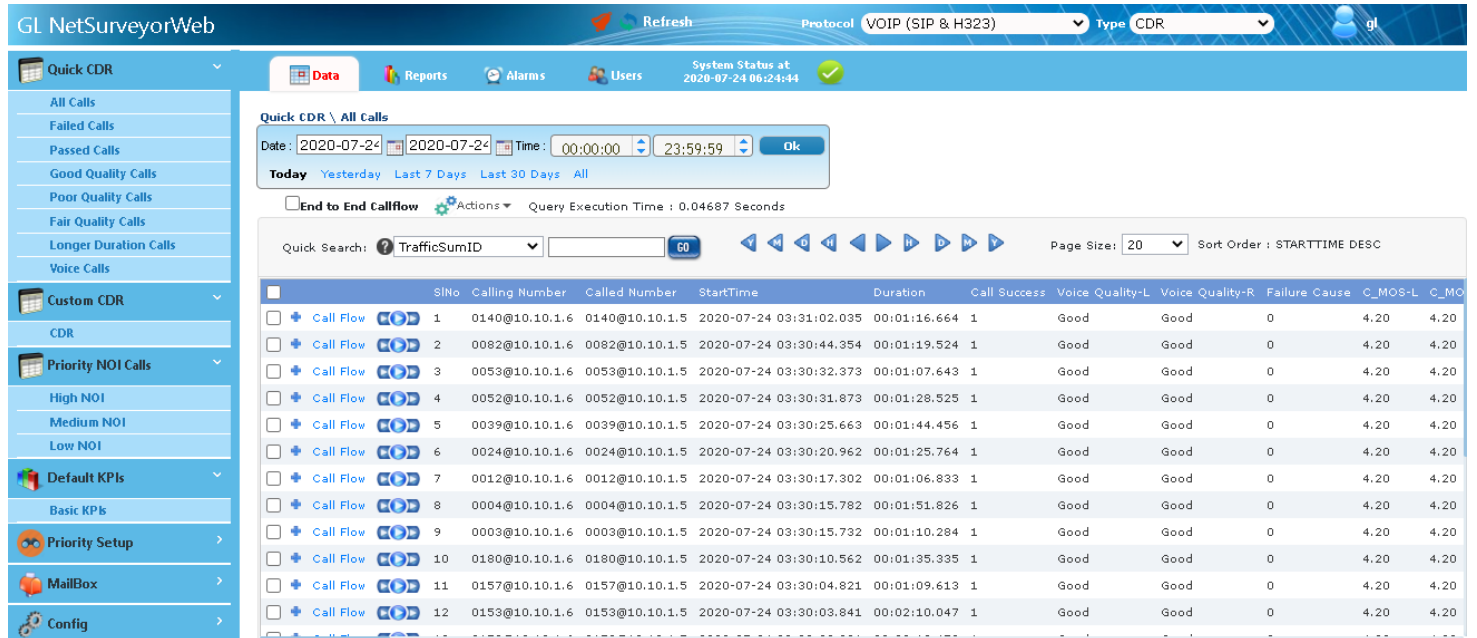 GL NetSurveyorWeb
Refresh
Protocol VOIP (SIP & H323) Type CDR gl
Quick CDR
All Calls
Failed Calls
Passed Calls
Good Quality Calls
Poor Quality Calls
Fair Quality Calls
Longer Duration Calls
Voice Calls
Custom CDR
CDR
Priority NOI Calls
High NOI
Medium NOI
Low NOI
Default KPIs
Basic KPIs
Priority Setup
MailBox
Config
Data Reports Alarms Users System Status at
2020-07-24 06:24:44
Quick CDR \ All Calls
Date : 2020-07-24 2020-07-24 Time : 00:00:00 23:59:59 Ok
Today Yesterday Last 7 Days Last 30 Days All
End to End Callflow Actions Query Execution Time : 0.04687 Seconds
Quick Search: ? TrafficSumID GO Y M D H H D M Y Page Size: 20 Sort Order : STARTTIME DESC
SlNo Calling Number Called Number StartTime Duration Call Success Voice Quality-L Voice Quality-R Failure Cause C_MOS-L C_MO
Call Flow 1 0140@10.10.1.6 0140@10.10.1.5 2020-07-24 03:31:02.035 00:01:16.664 1 Good Good 0 4.20 4.20
Call Flow 2 0082@10.10.1.6 0082@10.10.1.5 2020-07-24 03:30:44.354 00:01:19.524 1 Good Good 0 4.20 4.20
Call Flow 3 0053@10.10.1.6 0053@10.10.1.5 2020-07-24 03:30:32.373 00:01:07.643 1 Good Good 0 4.20 4.20
Call Flow 4 0052@10.10.1.6 0052@10.10.1.5 2020-07-24 03:30:31.873 00:01:28.525 1 Good Good 0 4.20 4.20
Call Flow 5 0039@10.10.1.6 0039@10.10.1.5 2020-07-24 03:30:25.663 00:01:44.456 1 Good Good 0 4.20 4.20
Call Flow 6 0024@10.10.1.6 0024@10.10.1.5 2020-07-24 03:30:20.962 00:01:25.764 1 Good Good 0 4.20 4.20
Call Flow 7 0012@10.10.1.6 0012@10.10.1.5 2020-07-24 03:30:17.302 00:01:06.833 1 Good Good 0 4.20 4.20
Call Flow 8 0004@10.10.1.6 0004@10.10.1.5 2020-07-24 03:30:15.782 00:01:51.826 1 Good Good 0 4.20 4.20
Call Flow 9 0003@10.10.1.6 0003@10.10.1.5 2020-07-24 03:30:15.732 00:01:10.284 1 Good Good 0 4.20 4.20
Call Flow 10 0180@10.10.1.6 0180@10.10.1.5 2020-07-24 03:30:10.562 00:01:35.335 1 Good Good 0 4.20 4.20
Call Flow 11 0157@10.10.1.6 0157@10.10.1.5 2020-07-24 03:30:04.821 00:01:09.613 1 Good Good 0 4.20 4.20
Call Flow 12 0153@10.10.1.6 0153@10.10.1.5 2020-07-24 03:30:03.841 00:02:10.047 1 Good Good 0 4.20 4.20